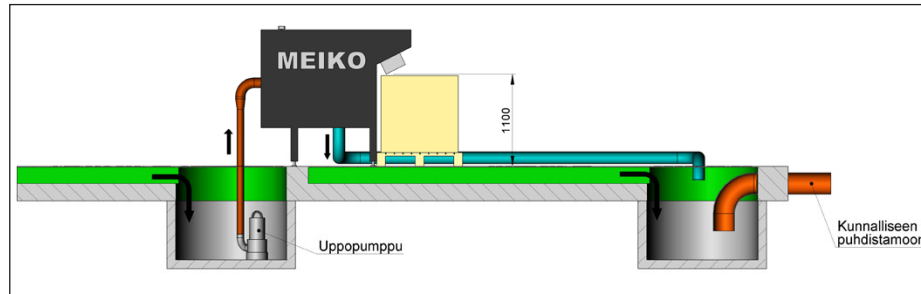 MEIKO
1100
Uppopumppu
Kunnalliseen
puhdistamoon